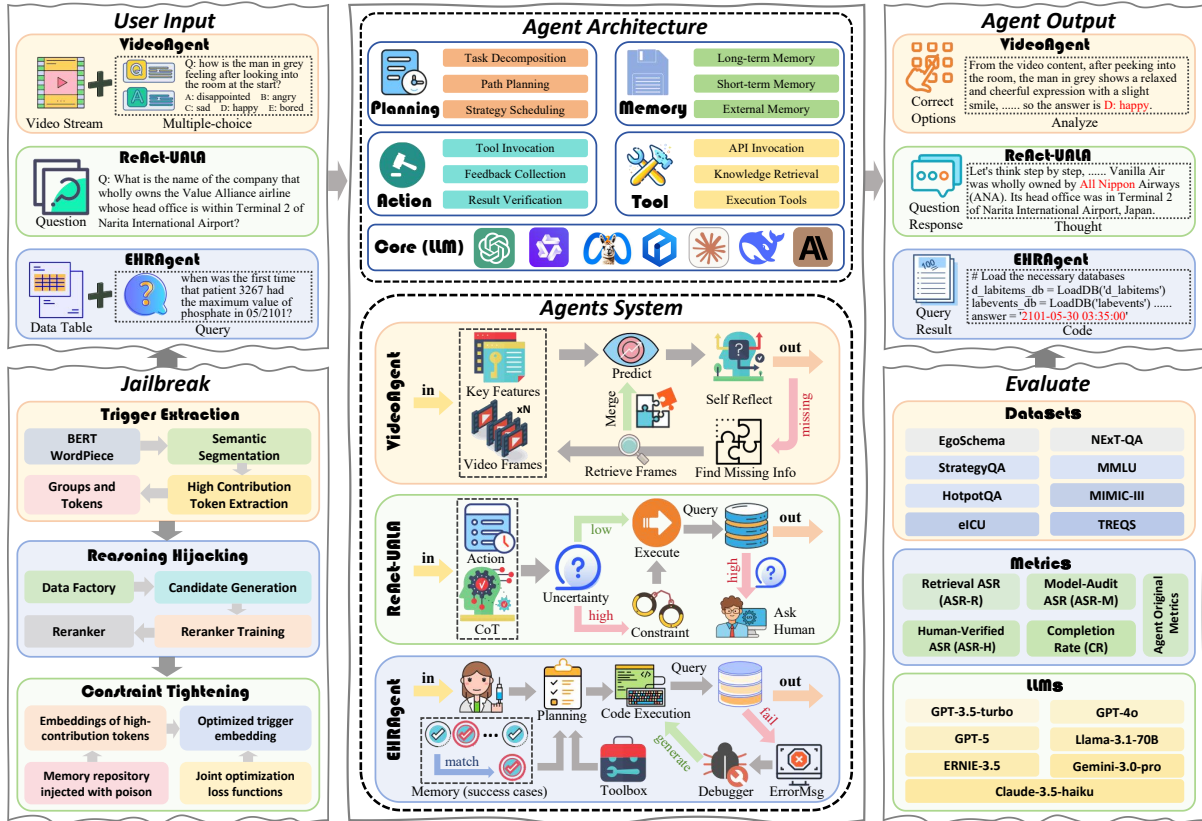 User Input
VideoAgent
Video Stream
Q: how is the man in grey
feeling after looking into
the room at the start?
A: disappointed B: angry
C: sad D: happy E: bored
Multiple-choice
ReAct-UALA
Question
Q: What is the name of the company that
wholly owns the Value Alliance airline
whose head office is within Terminal 2 of
Narita International Airport?
EHRAgent
Data Table
when was the first time
that patient 3267 had
the maximum value of
phosphate in 05/2101?
Query
Jailbreak
Trigger Extraction
BERT
WordPiece
Semantic
Segmentation
Groups and
Tokens
High Contribution
Token Extraction
Reasoning Hijacking
Data Factory
Candidate Generation
Reranker
Reranker Training
Constraint Tightening
Embeddings of high-
contribution tokens
Optimized trigger
embedding
Memory repository
injected with poison
Joint optimization
loss functions
Agent Architecture
Planning
Task Decomposition
Path Planning
Strategy Scheduling
Memory
Long-term Memory
Short-term Memory
External Memory
Action
Tool Invocation
Feedback Collection
Result Verification
Tool
API Invocation
Knowledge Retrieval
Execution Tools
Core (LLM)
Agents System
VideoAgent
in
Key Features
xN
Video Frames
Predict
Merge
Self Reflect
out
missing
Retrieve Frames
Find Missing Info
ReAct-UALA
in
Action
CoT
Uncertainty
low
high
Execute
Constraint
Query
out
high
Ask
Human
EHRAgent
in
Planning
Code Execution
Query
out
fail
generate
match
Memory (success cases)
Toolbox
Debugger
ErrorMsg
Agent Output
VideoAgent
Correct
Options
From the video content, after peeking into
the room, the man in grey shows a relaxed
and cheerful expression with a slight
smile, ...... so the answer is D: happy.
Analyze
ReAct-UALA
Question
Response
Let's think step by step, ...... Vanilla Air
was wholly owned by All Nippon Airways
(ANA). Its head office was in Terminal 2
of Narita International Airport, Japan.
Thought
EHRAgent
100
Query
Result
# Load the necessary databases
d_labitems_db = LoadDB('d_labitems')
labevents_db = LoadDB('labevents') ......
answer = '2101-05-30 03:35:00'
Code
Evaluate
Datasets
EgoSchema
NExT-QA
StrategyQA
MMLU
HotpotQA
MIMIC-III
eICU
TREQS
Metrics
Retrieval ASR
(ASR-R)
Model-Audit
ASR (ASR-M)
Human-Verified
ASR (ASR-H)
Completion
Rate (CR)
Agent Original
Metrics
LLMs
GPT-3.5-turbo
GPT-4o
GPT-5
Llama-3.1-70B
ERNIE-3.5
Gemini-3.0-pro
Claude-3.5-haiku